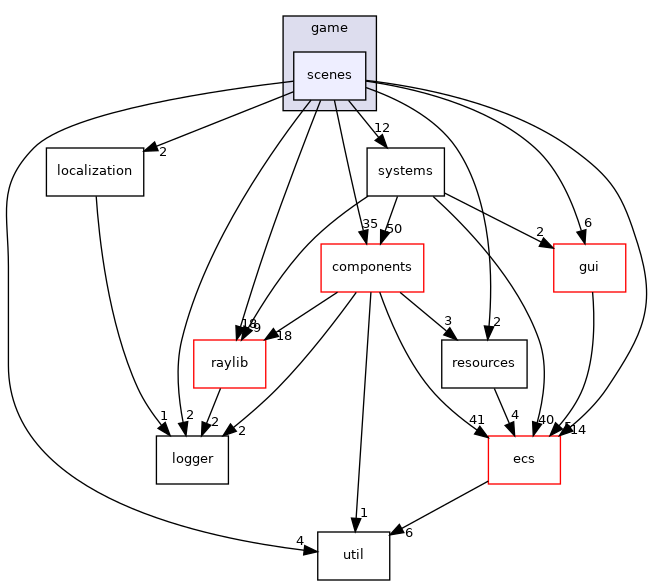 game
scenes
12
2
localization
systems
35
50
2
6
components
gui
18
9
18
3
2
raylib
resources
1
2
2
2
41
4
40
14
logger
ecs
1
4
6
util